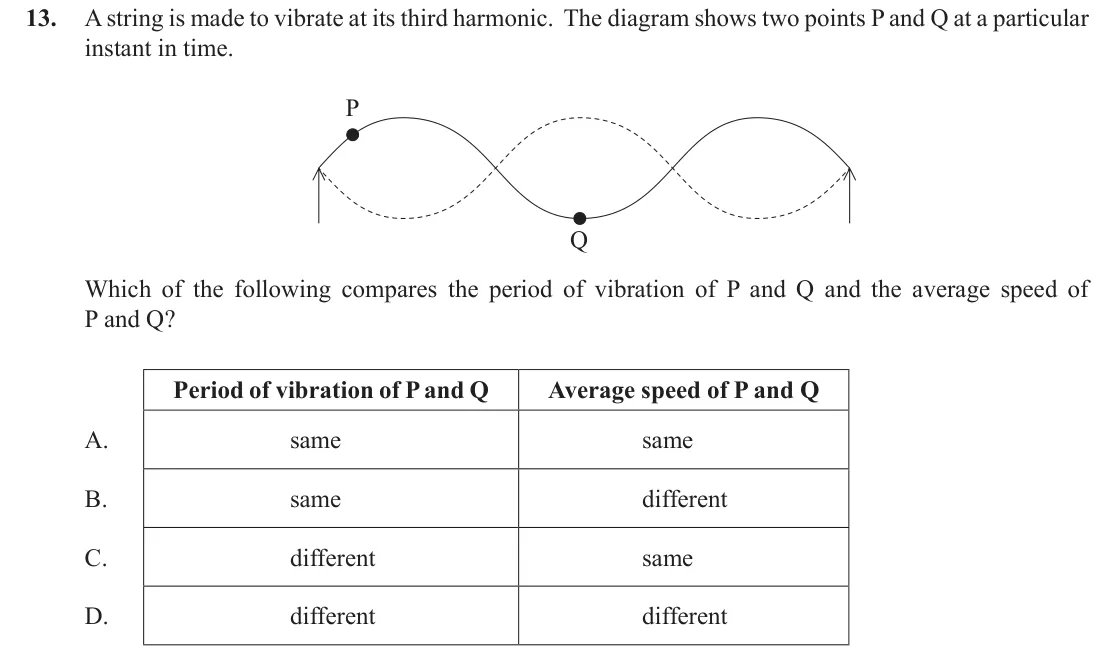 13. A string is made to vibrate at its third harmonic. The diagram shows two points P and Q at a particular
instant in time.
P
Q
Which of the following compares the period of vibration of P and Q and the average speed of
P and Q?
Period of vibration of P and Q Average speed of P and Q
A. same same
B. same different
C. different same
D. different different